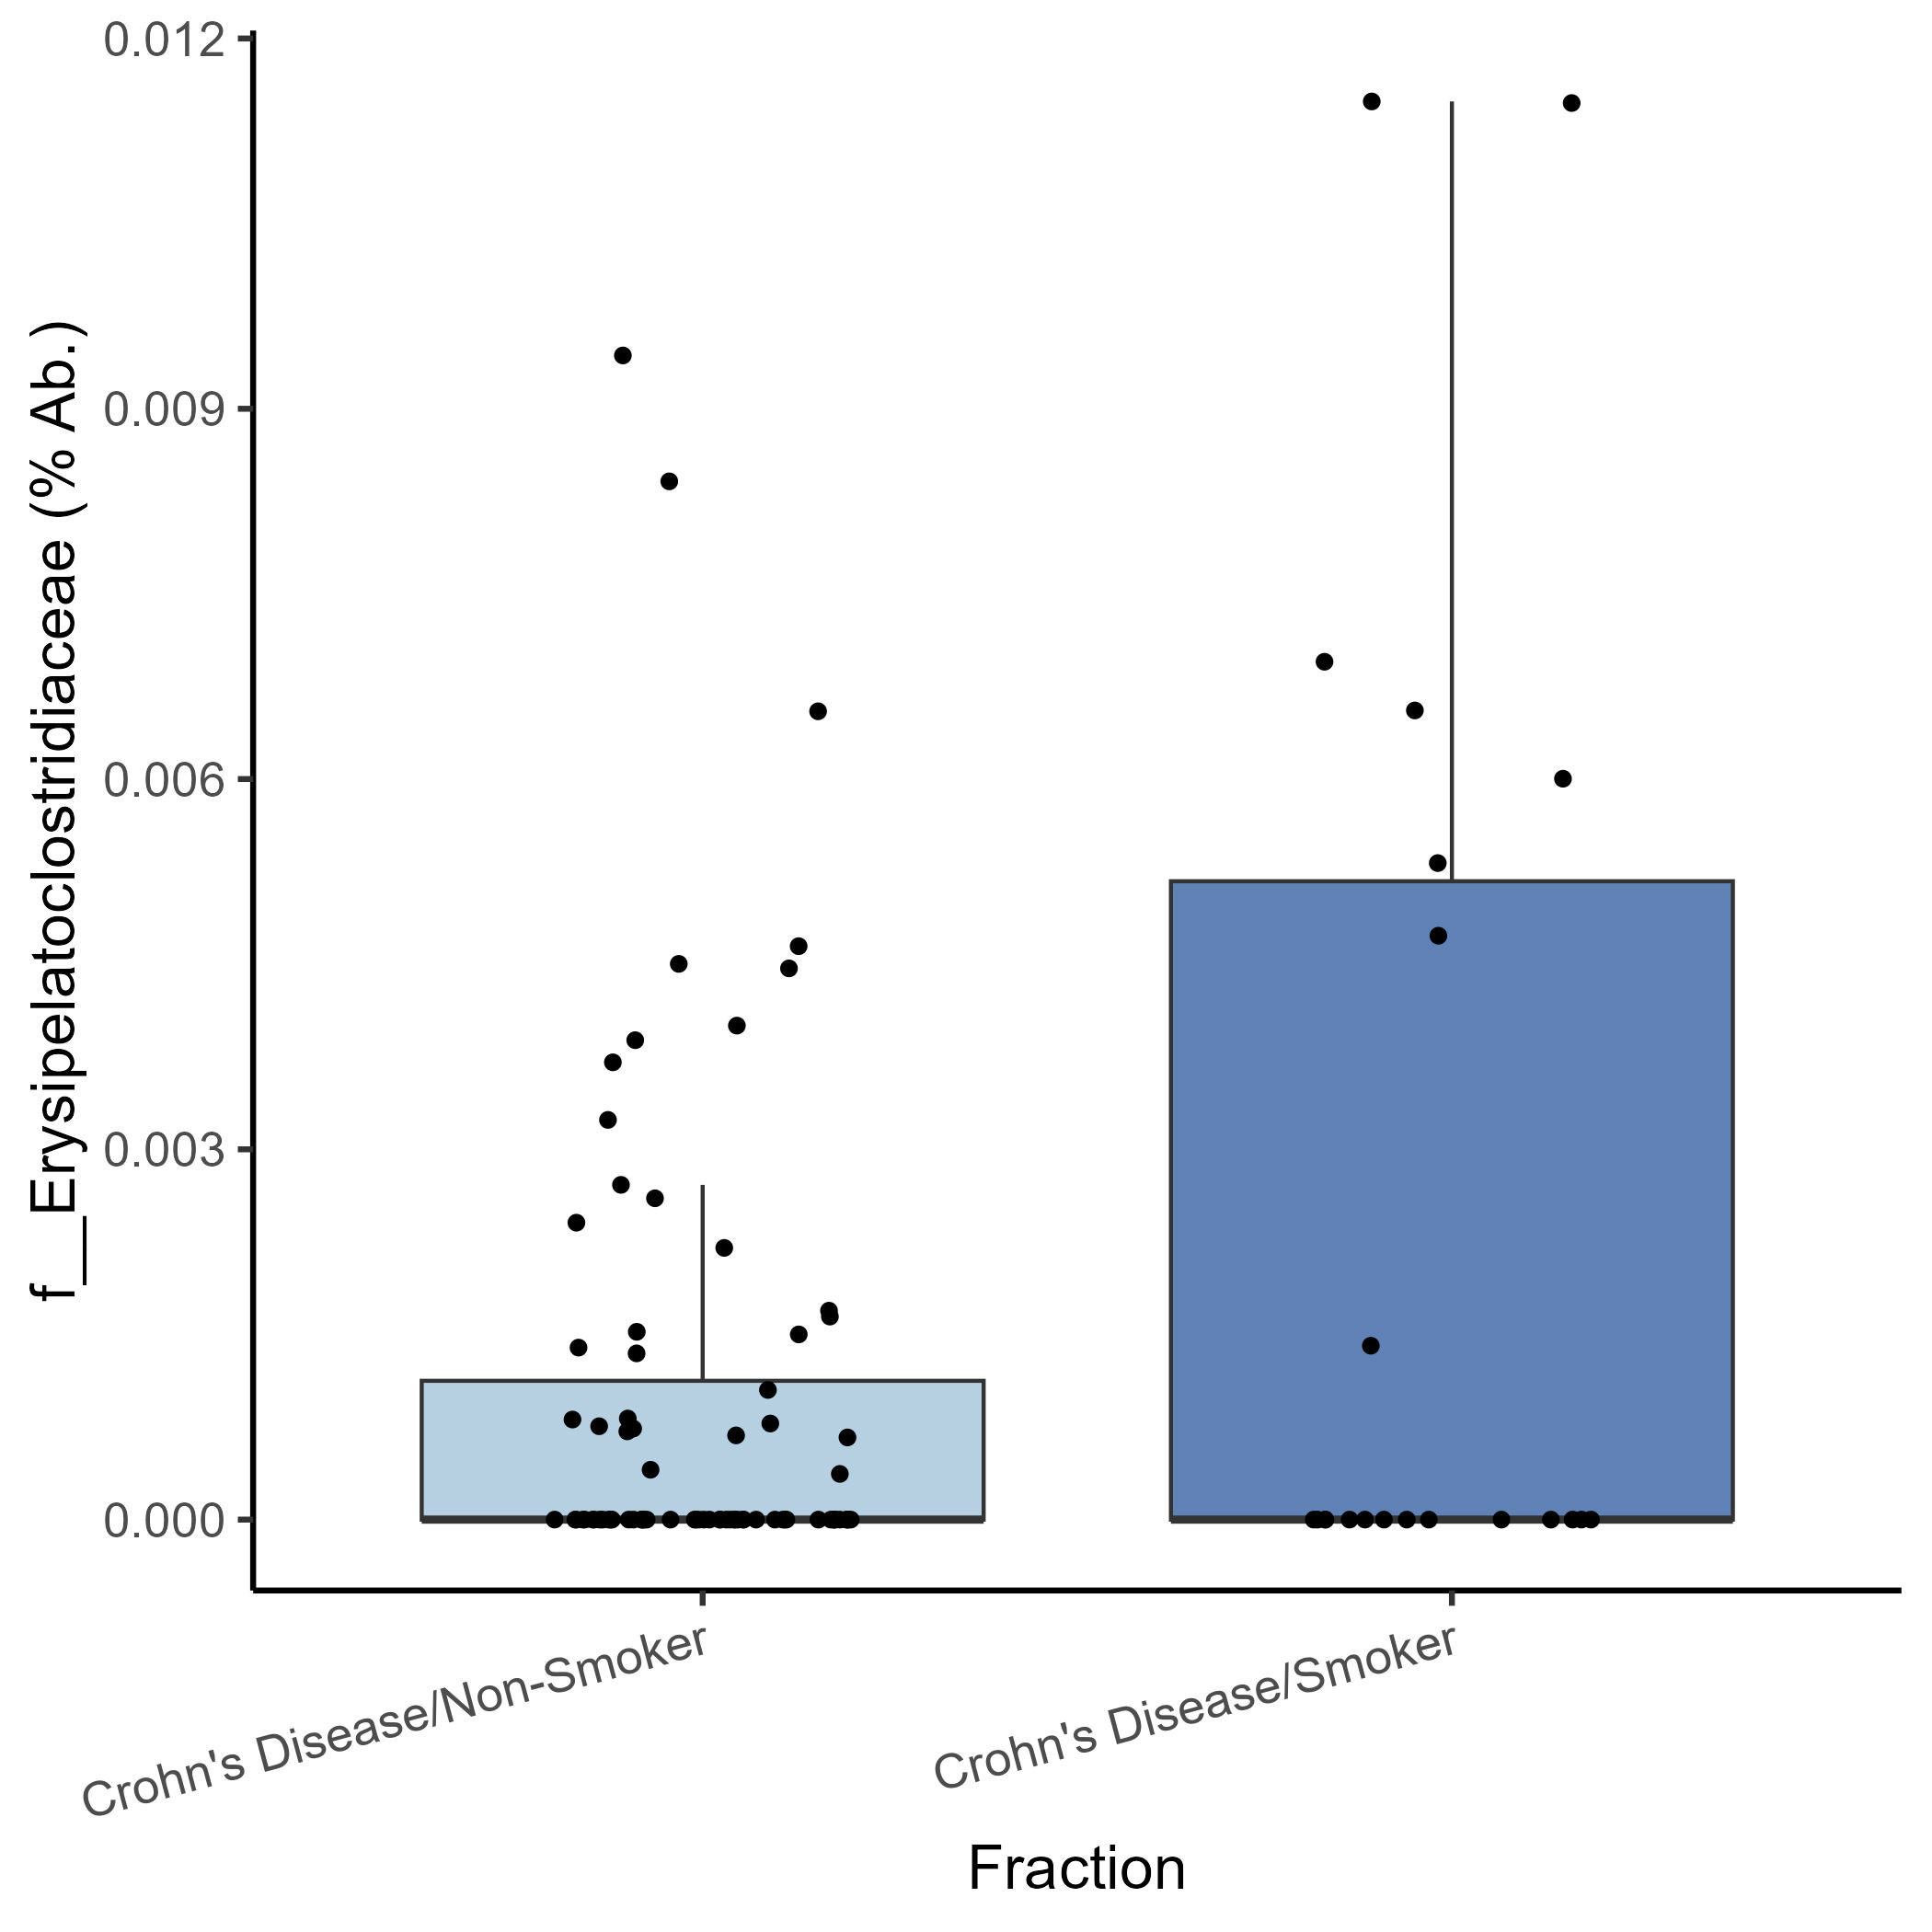 f__Erysipelatoclostridiaceae (% Ab.)
0.012
0.009
0.006
0.003
0.000
Crohn's Disease/Non-Smoker
Crohn's Disease/Smoker
Fraction